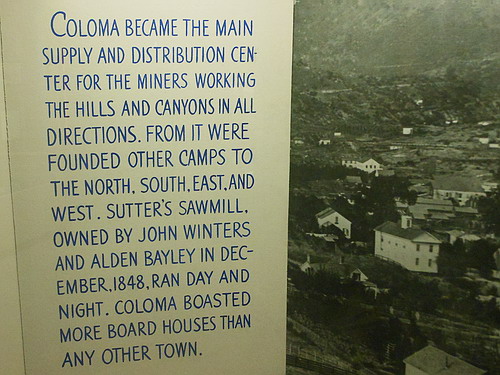 COLOMA BECAME THE MAIN
SUPPLY AND DISTRIBUTION CEN-
TER FOR THE MINERS WORKING
THE HILLS AND CANYONS IN ALL
DIRECTIONS. FROM IT WERE
FOUNDED OTHER CAMPS TO
THE NORTH, SOUTH, EAST, AND
WEST. SUTTER'S SAWMILL,
OWNED BY JOHN WINTERS
AND ALDEN BAYLEY IN DEC-
EMBER, 1848, RAN DAY AND
NIGHT. COLOMA BOASTED
MORE BOARD HOUSES THAN
ANY OTHER TOWN.